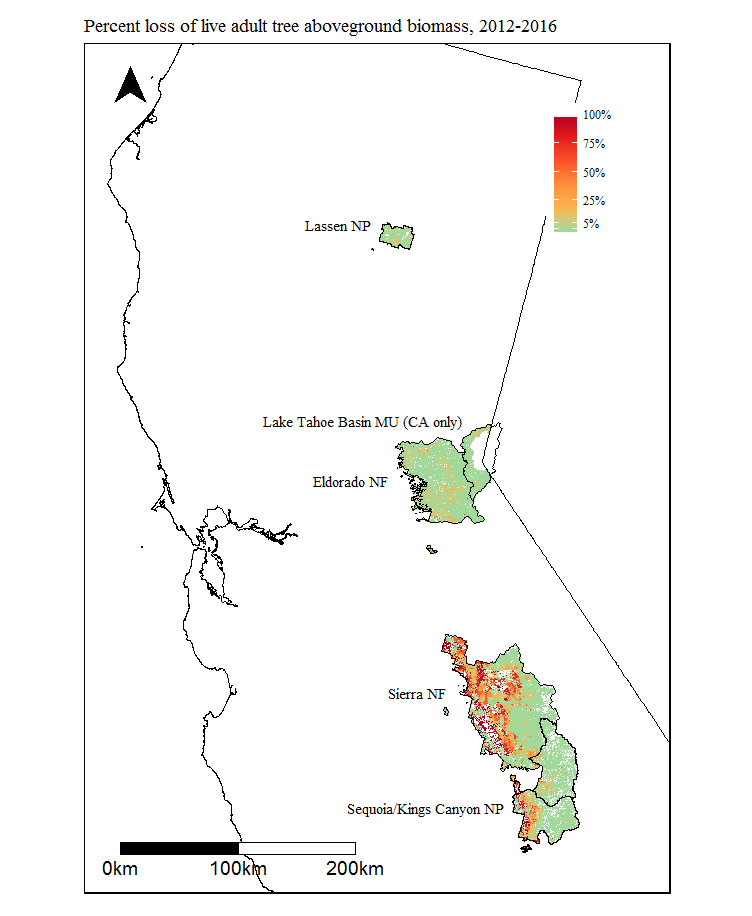 Percent loss of live adult tree aboveground biomass, 2012-2016
100%
75%
50%
25%
5%
Lassen NP
Lake Tahoe Basin MU (CA only)
Eldorado NF
Sierra NF
Sequoia/Kings Canyon NP
0km 100km 200km